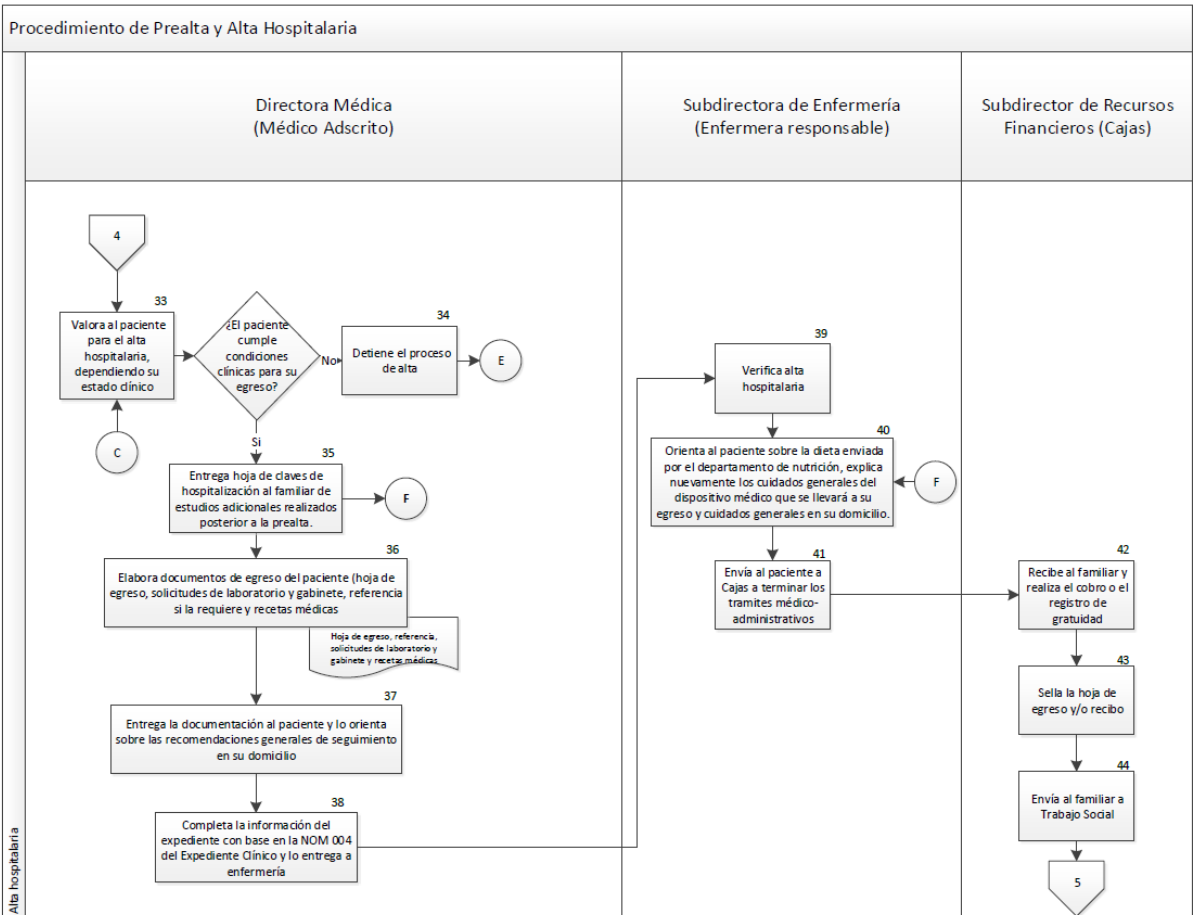 Procedimiento de Prealta y Alta Hospitalaria
Directora Médica
(Médico Adscrito)
Subdirectora de Enfermería
(Enfermera responsable)
Subdirector de Recursos
Financieros (Cajas)
Alta hospitalaria
4
33
Valora al paciente
para el alta
hospitalaria,
dependiendo su
estado clínico
C
¿El paciente
cumple
condiciones
clínicas para su
egreso?
No
34
Detiene el proceso
de alta
E
Si
35
Entrega hoja de claves de
hospitalización al familiar de
estudios adicionales realizados
posterior a la prealta.
F
36
Elabora documentos de egreso del paciente (hoja de
egreso, solicitudes de laboratorio y gabinete, referencia
si la requiere y recetas médicas
Hoja de egreso, referencia,
solicitudes de laboratorio y
gabinete y recetas médicas
37
Entrega la documentación al paciente y lo orienta
sobre las recomendaciones generales de seguimiento
en su domicilio
38
Completa la información del
expediente con base en la NOM 004
del Expediente Clínico y lo entrega a
enfermería
39
Verifica alta
hospitalaria
40
Orienta al paciente sobre la dieta enviada
por el departamento de nutrición, explica
nuevamente los cuidados generales del
dispositivo médico que se llevará a su
egreso y cuidados generales en su domicilio.
F
41
Envía al paciente a
Cajas a terminar los
tramites médico-
administrativos
42
Recibe al familiar y
realiza el cobro o el
registro de
gratuidad
43
Sella la hoja de
egreso y/o recibo
44
Envía al familiar a
Trabajo Social
5